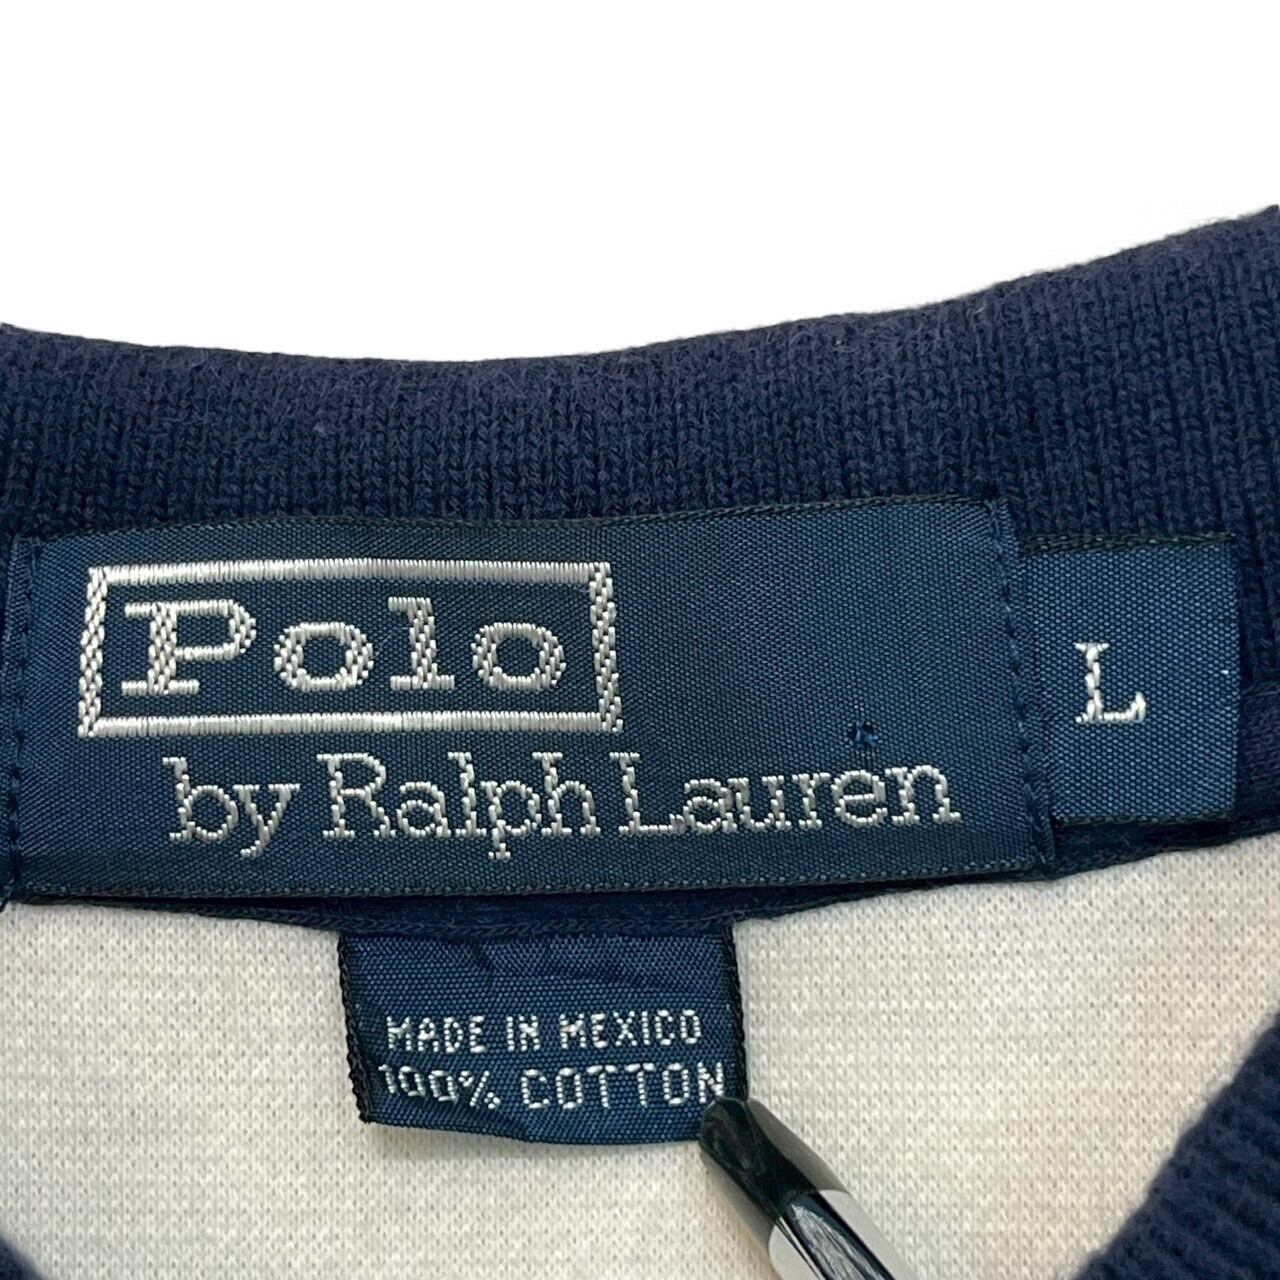 Polo
by Ralph Lauren
L
MADE IN MEXICO
100% COTTON